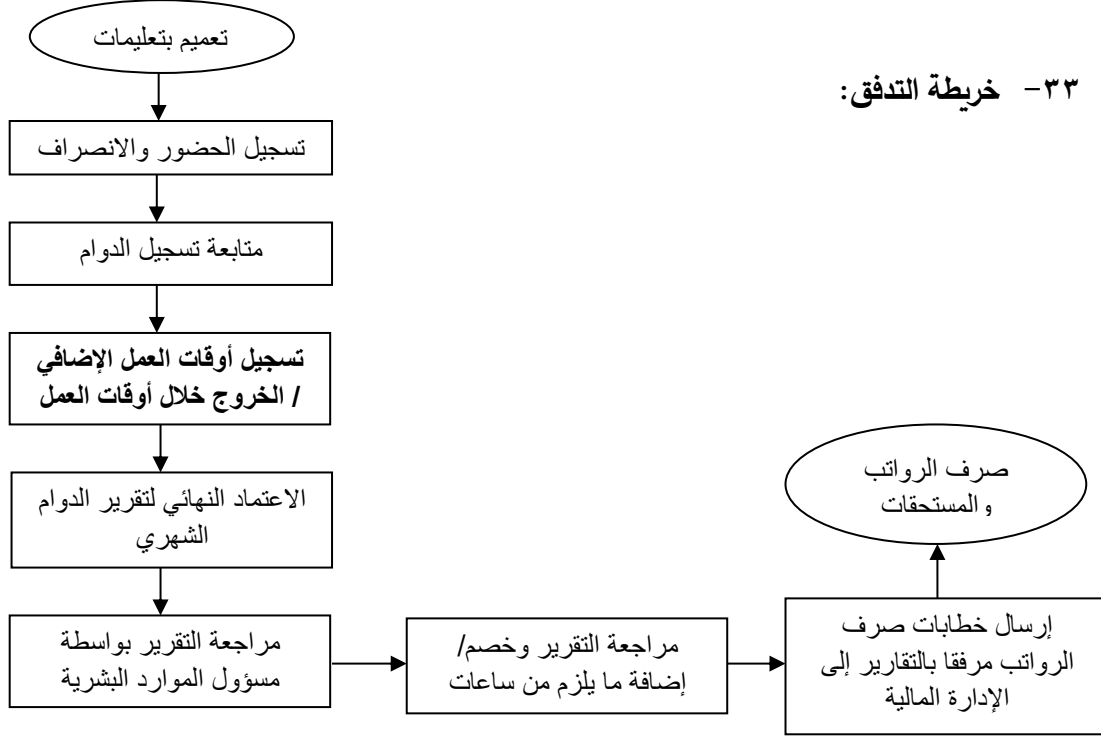 ٣٣- خريطة التدفق:
تعميم بتعليمات
تسجيل الحضور والانصراف
متابعة تسجيل الدوام
تسجيل أوقات العمل الإضافي
/ الخروج خلال أوقات العمل
الاعتماد النهائي لتقرير الدوام
الشهري
مراجعة التقرير بواسطة
مسؤول الموارد البشرية
مراجعة التقرير وخصم/
إضافة ما يلزم من ساعات
إرسال خطابات صرف
الرواتب مرفقا بالتقارير إلى
الإدارة المالية
صرف الرواتب
والمستحقات